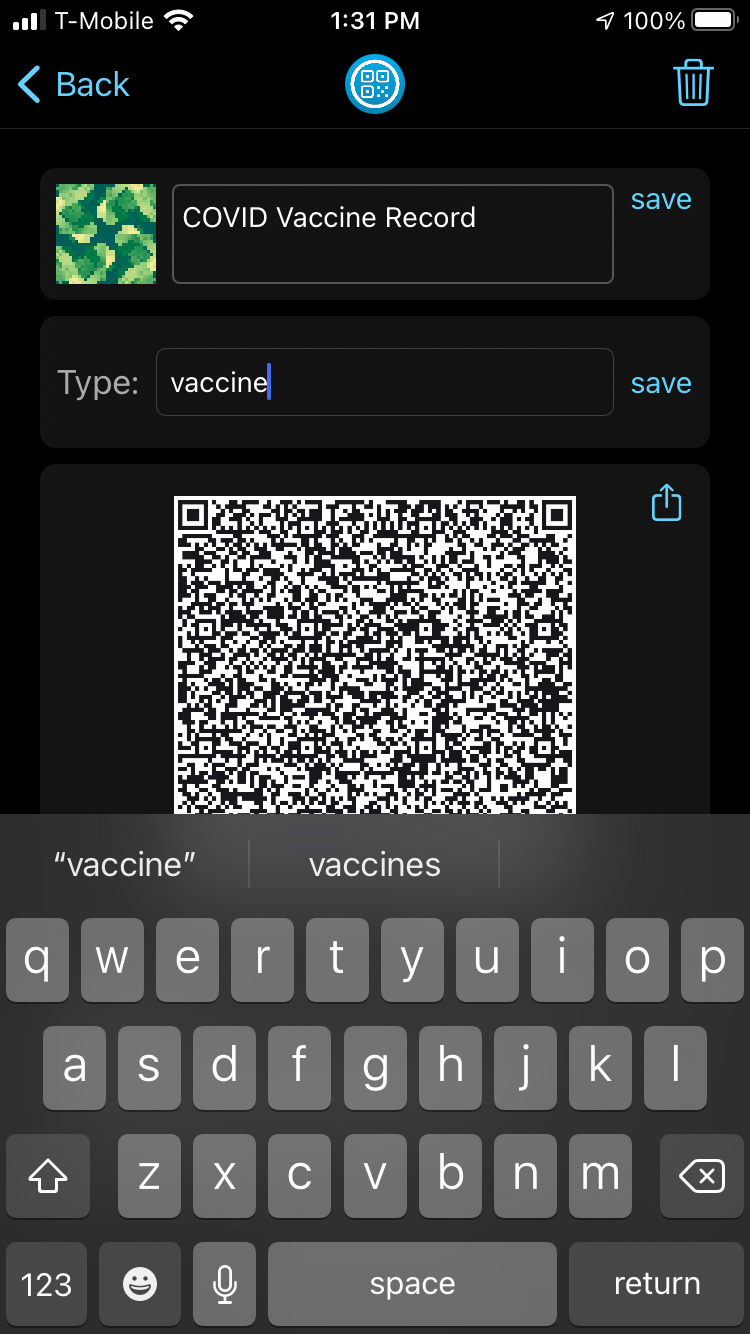 T-Mobile 1:31 PM 100%
Back
COVID Vaccine Record save
Type: vaccine save
“vaccine” vaccines
q w e r t y u i o p
a s d f g h j k l
z x c v b n m
123 space return